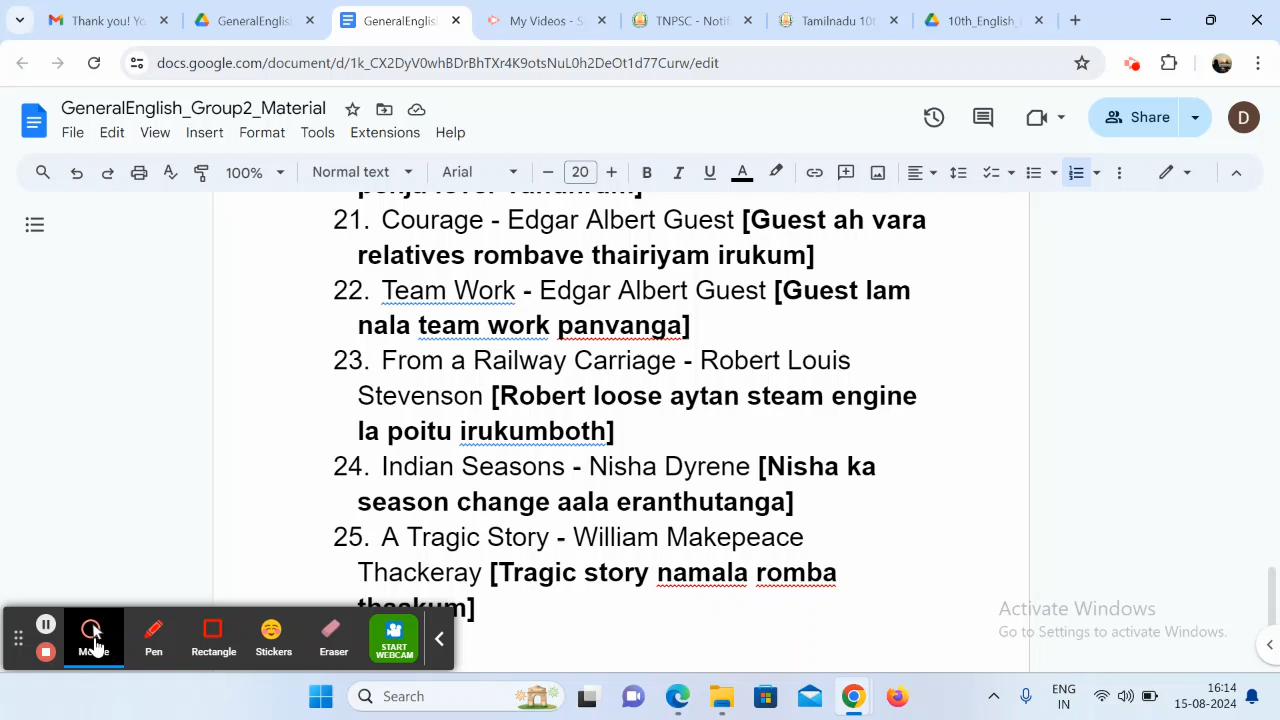 Thank you! Yo
GeneralEnglish
GeneralEnglish
My Videos - S
TNPSC - Notifi
Tamilnadu 10t
10th_English_
docs.google.com/document/d/1k_CX2DyV0whBDfBhTXr4K9otsNuL0h2DeOt1d77Curw/edit
GeneralEnglish_Group2_Material
File Edit View Insert Format Tools Extensions Help
Share
D
100% Normal text Arial 20 B I U A
21. Courage - Edgar Albert Guest [Guest ah vara
relatives rombave thairiyam irukum]
22. Team Work - Edgar Albert Guest [Guest lam
nala team work panvanga]
23. From a Railway Carriage - Robert Louis
Stevenson [Robert loose aytan steam engine
la poitu irukumboth]
24. Indian Seasons - Nisha Dyrene [Nisha ka
season change aala eranthutanga]
25. A Tragic Story - William Makepeace
Thackeray [Tragic story namala romba
Activate Windows
Go to Settings to activate Windows.
Pen
Rectangle
Stickers
Eraser
START
WEBCAM
Search
ENG
IN
16:14
15-08-2024